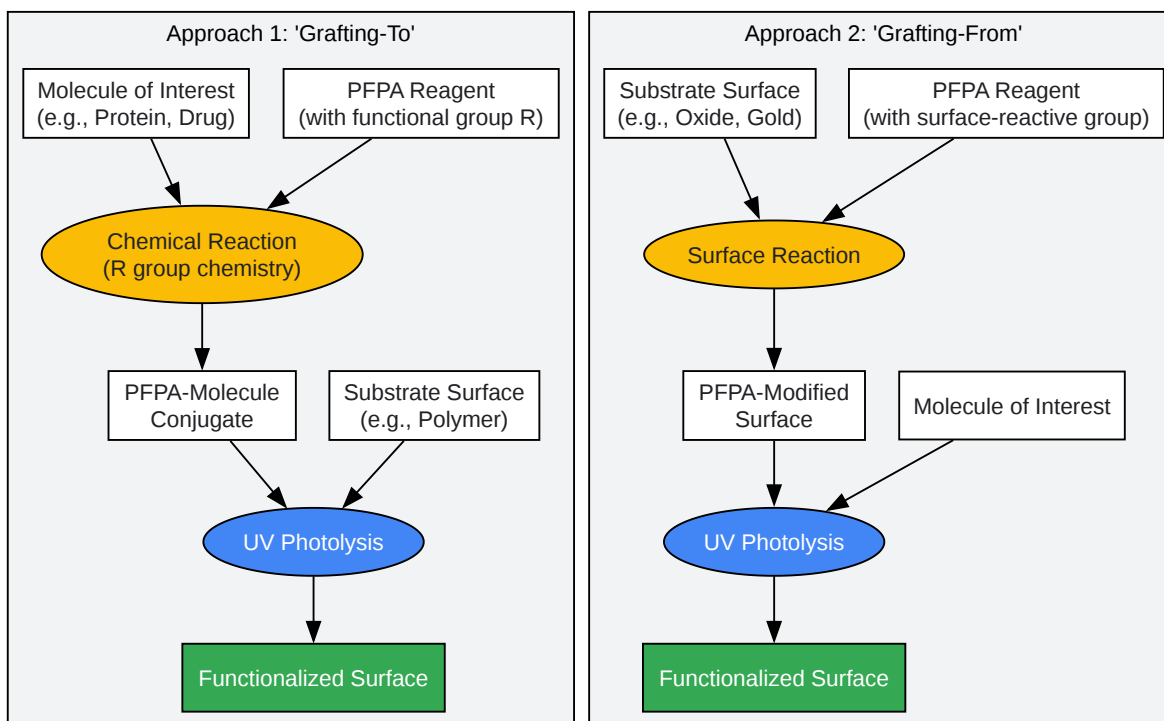 Approach 1: 'Grafting-To'
Molecule of Interest
(e.g., Protein, Drug)
PFPA Reagent
(with functional group R)
Chemical Reaction
(R group chemistry)
PFPA-Molecule
Conjugate
Substrate Surface
(e.g., Polymer)
UV Photolysis
Functionalized Surface
Approach 2: 'Grafting-From'
Substrate Surface
(e.g., Oxide, Gold)
PFPA Reagent
(with surface-reactive group)
Surface Reaction
PFPA-Modified
Surface
Molecule of Interest
UV Photolysis
Functionalized Surface